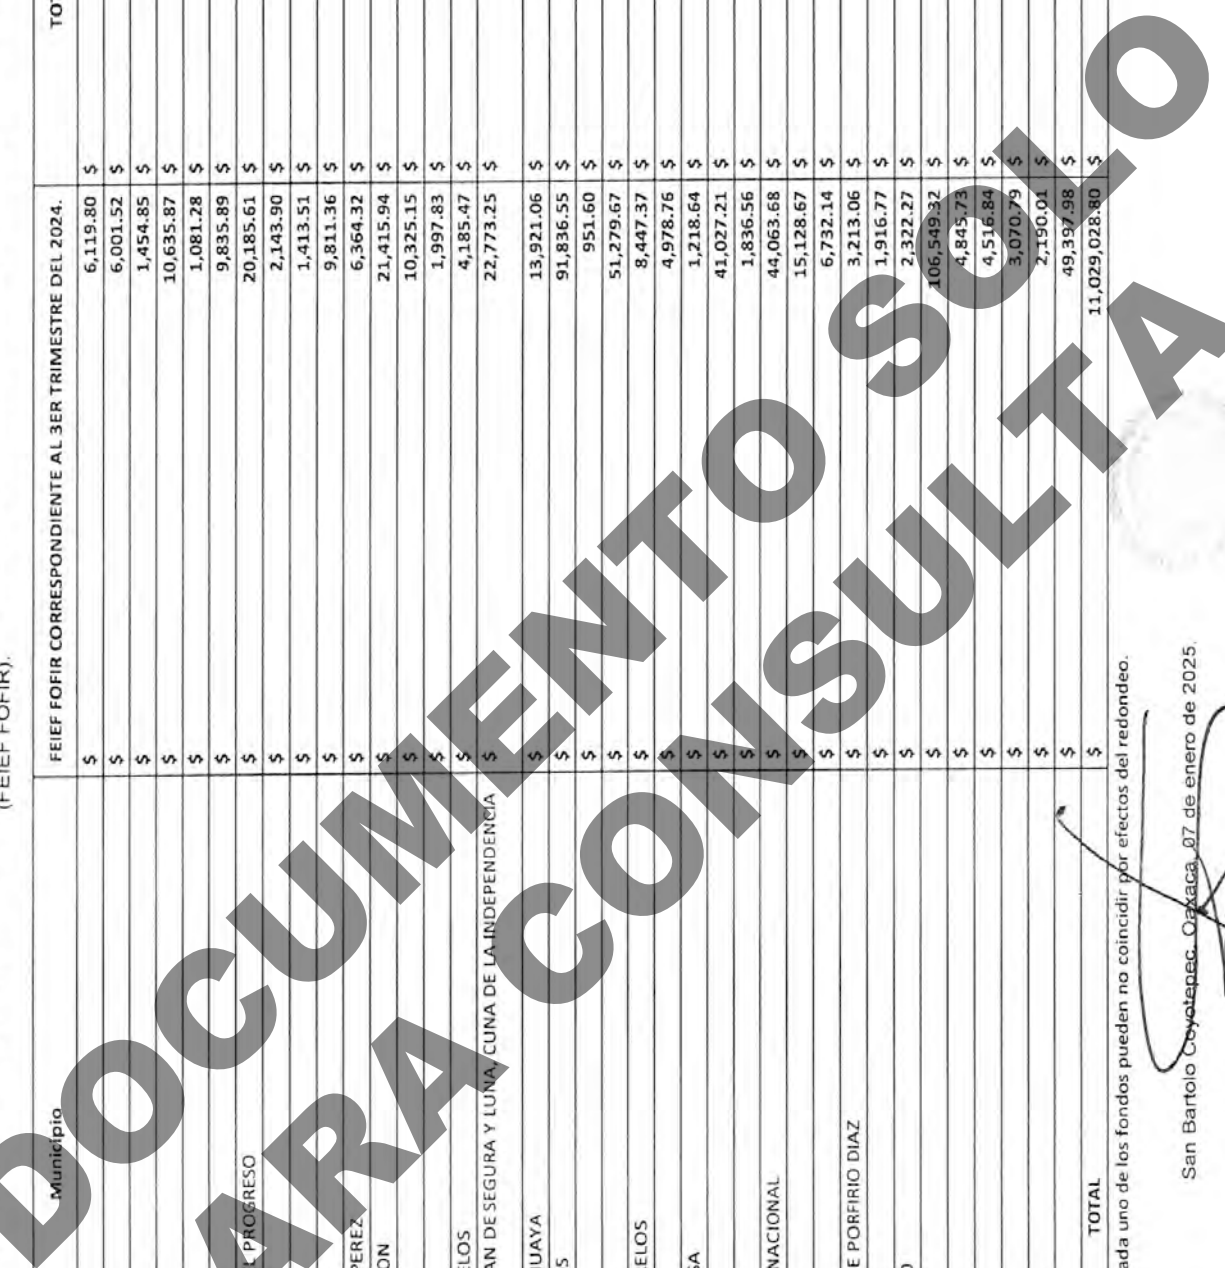 (FEIEF FOFIR).
Municipio FEIEF FOFIR CORRESPONDIENTE AL 3ER TRIMESTRE DEL 2024. TOT
$ 6,119.80 $
$ 6,001.52 $
$ 1,454.85 $
$ 10,635.87 $
$ 1,081.28 $
$ 9,835.89 $
L PROGRESO $ 20,185.61 $
$ 2,143.90 $
$ 1,413.51 $
$ 9,811.36 $
PEREZ $ 6,364.32 $
ON $ 21,415.94 $
$ 10,325.15 $
$ 1,997.83 $
ELOS $ 4,185.47 $
AN DE SEGURA Y LUNA, CUNA DE LA INDEPENDENCIA $ 22,773.25 $
HUAYA $ 13,921.06 $
S $ 91,836.55 $
$ 951.60 $
$ 51,279.67 $
ELOS $ 8,447.37 $
$ 4,978.76 $
SA $ 1,218.64 $
$ 41,027.21 $
$ 1,836.56 $
NACIONAL $ 44,063.68 $
$ 15,128.67 $
$ 6,732.14 $
E PORFIRIO DIAZ $ 3,213.06 $
$ 1,916.77 $
O $ 2,322.27 $
$ 106,549.32 $
$ 4,845.73 $
$ 4,516.84 $
$ 3,070.79 $
$ 2,190.01 $
$ 49,397.98 $
TOTAL $ 11,029,028.80 $
ada uno de los fondos pueden no coincidir por efectos del redondeo.
San Bartolo Coyotepec, Oaxaca, 07 de enero de 2025.
DOCUMENTO SOLO
ARA CONSULTA